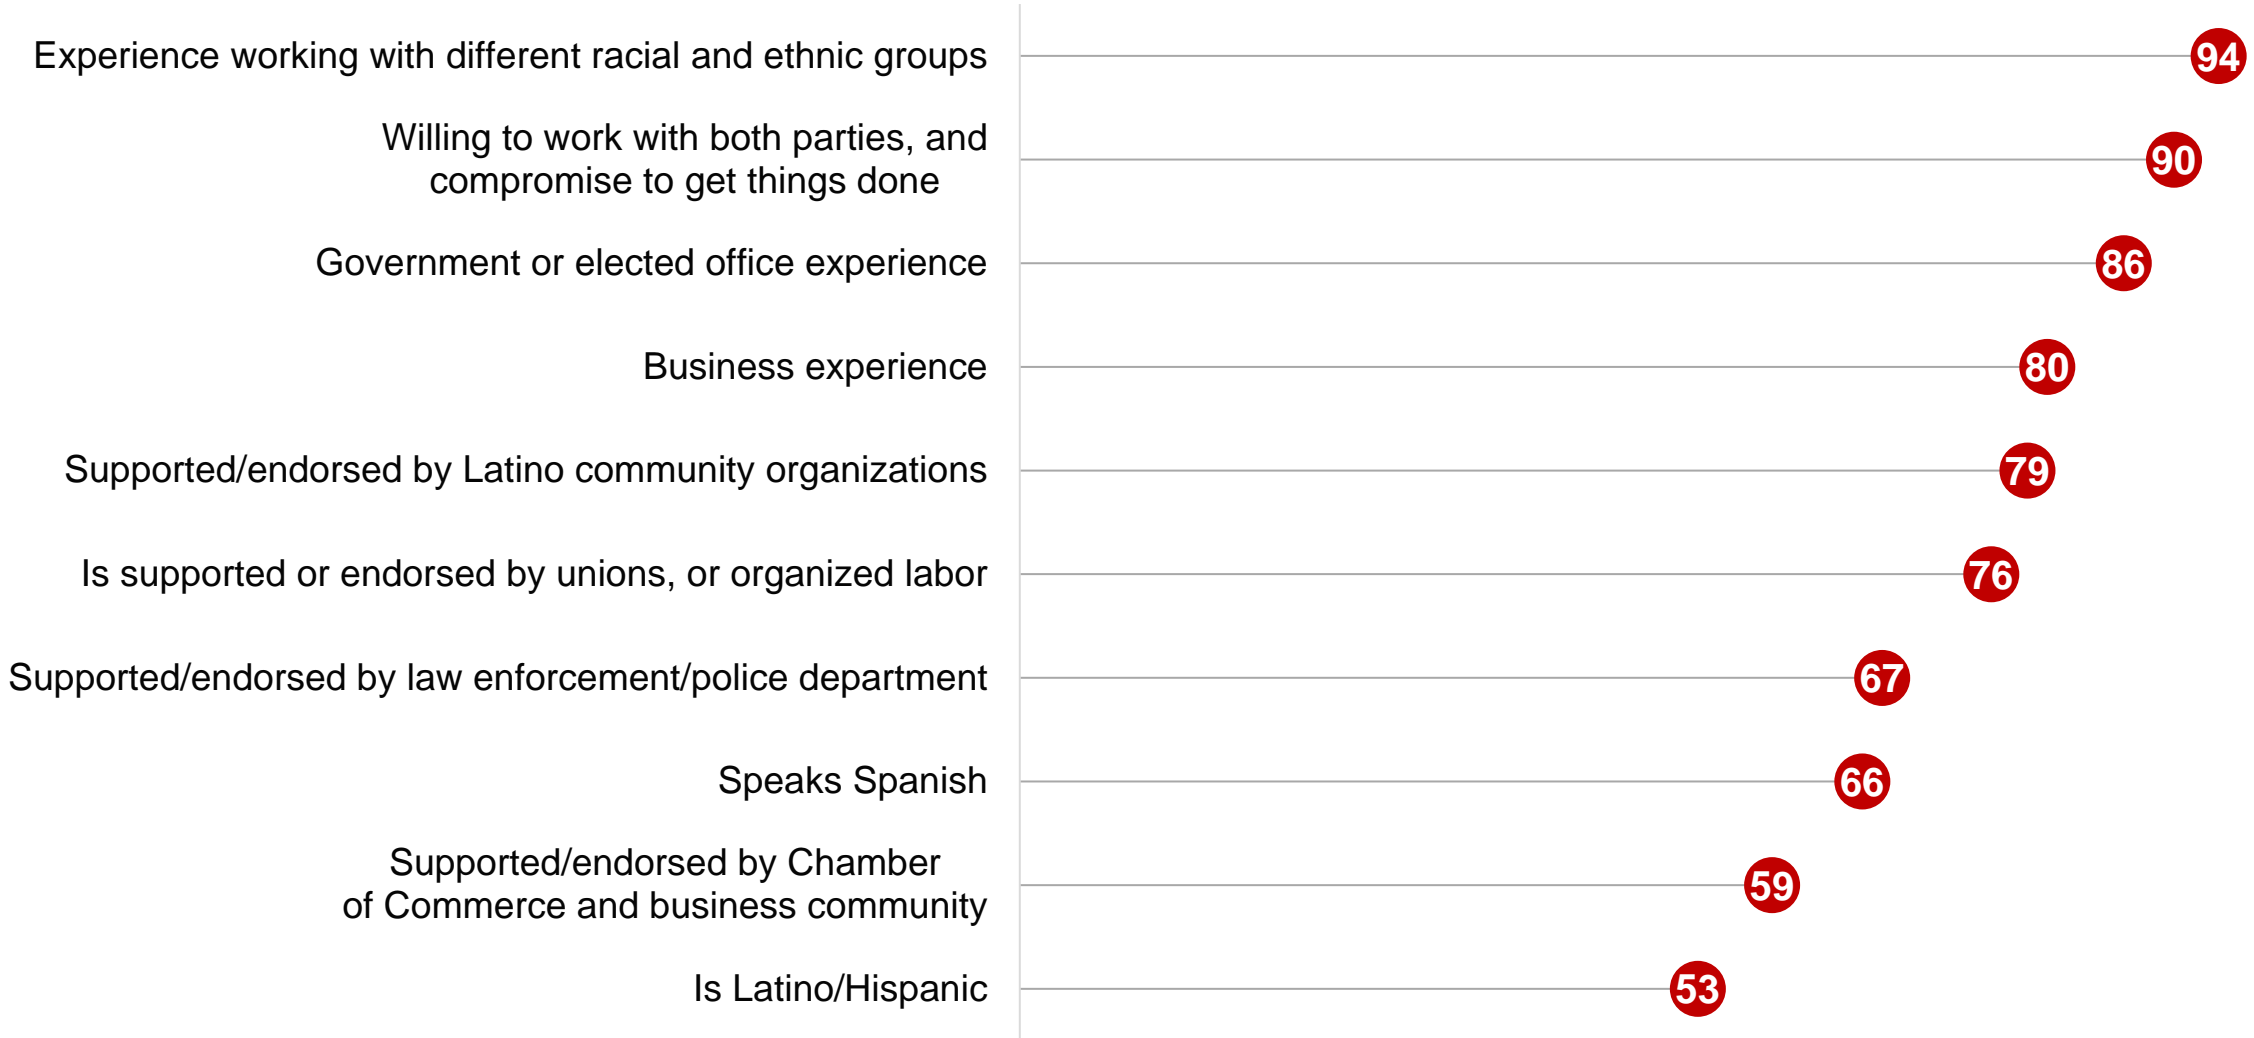 Experience working with different racial and ethnic groups 94
Willing to work with both parties, and
compromise to get things done 90
Government or elected office experience 86
Business experience 80
Supported/endorsed by Latino community organizations 79
Is supported or endorsed by unions, or organized labor 76
Supported/endorsed by law enforcement/police department 67
Speaks Spanish 66
Supported/endorsed by Chamber
of Commerce and business community 59
Is Latino/Hispanic 53